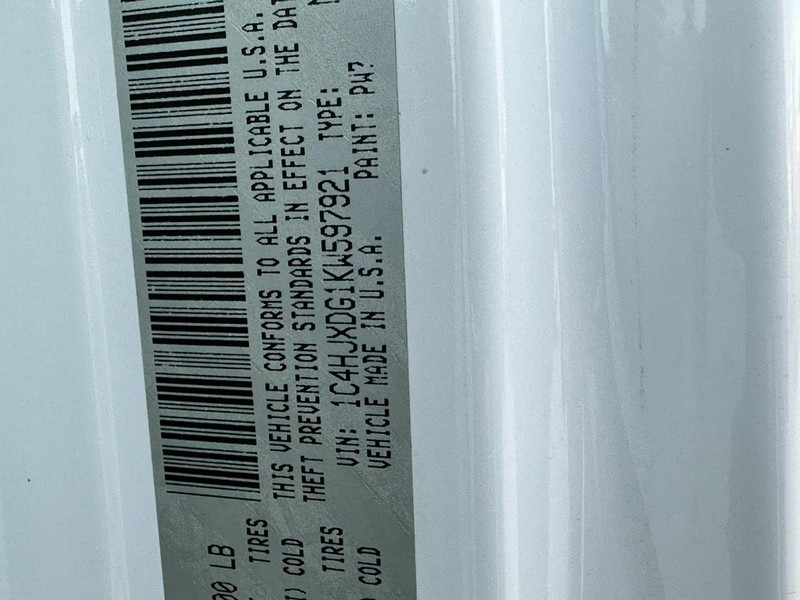 THIS VEHICLE CONFORMS TO ALL APPLICABLE U.S.A.
THEFT PREVENTION STANDARDS IN EFFECT ON THE
VIN: 1C4HJXDG1KW597921 TYPE:
VEHICLE MADE IN U.S.A. PAINT: PW7
00 LB
TIRES
COLD
TIRES
COLD